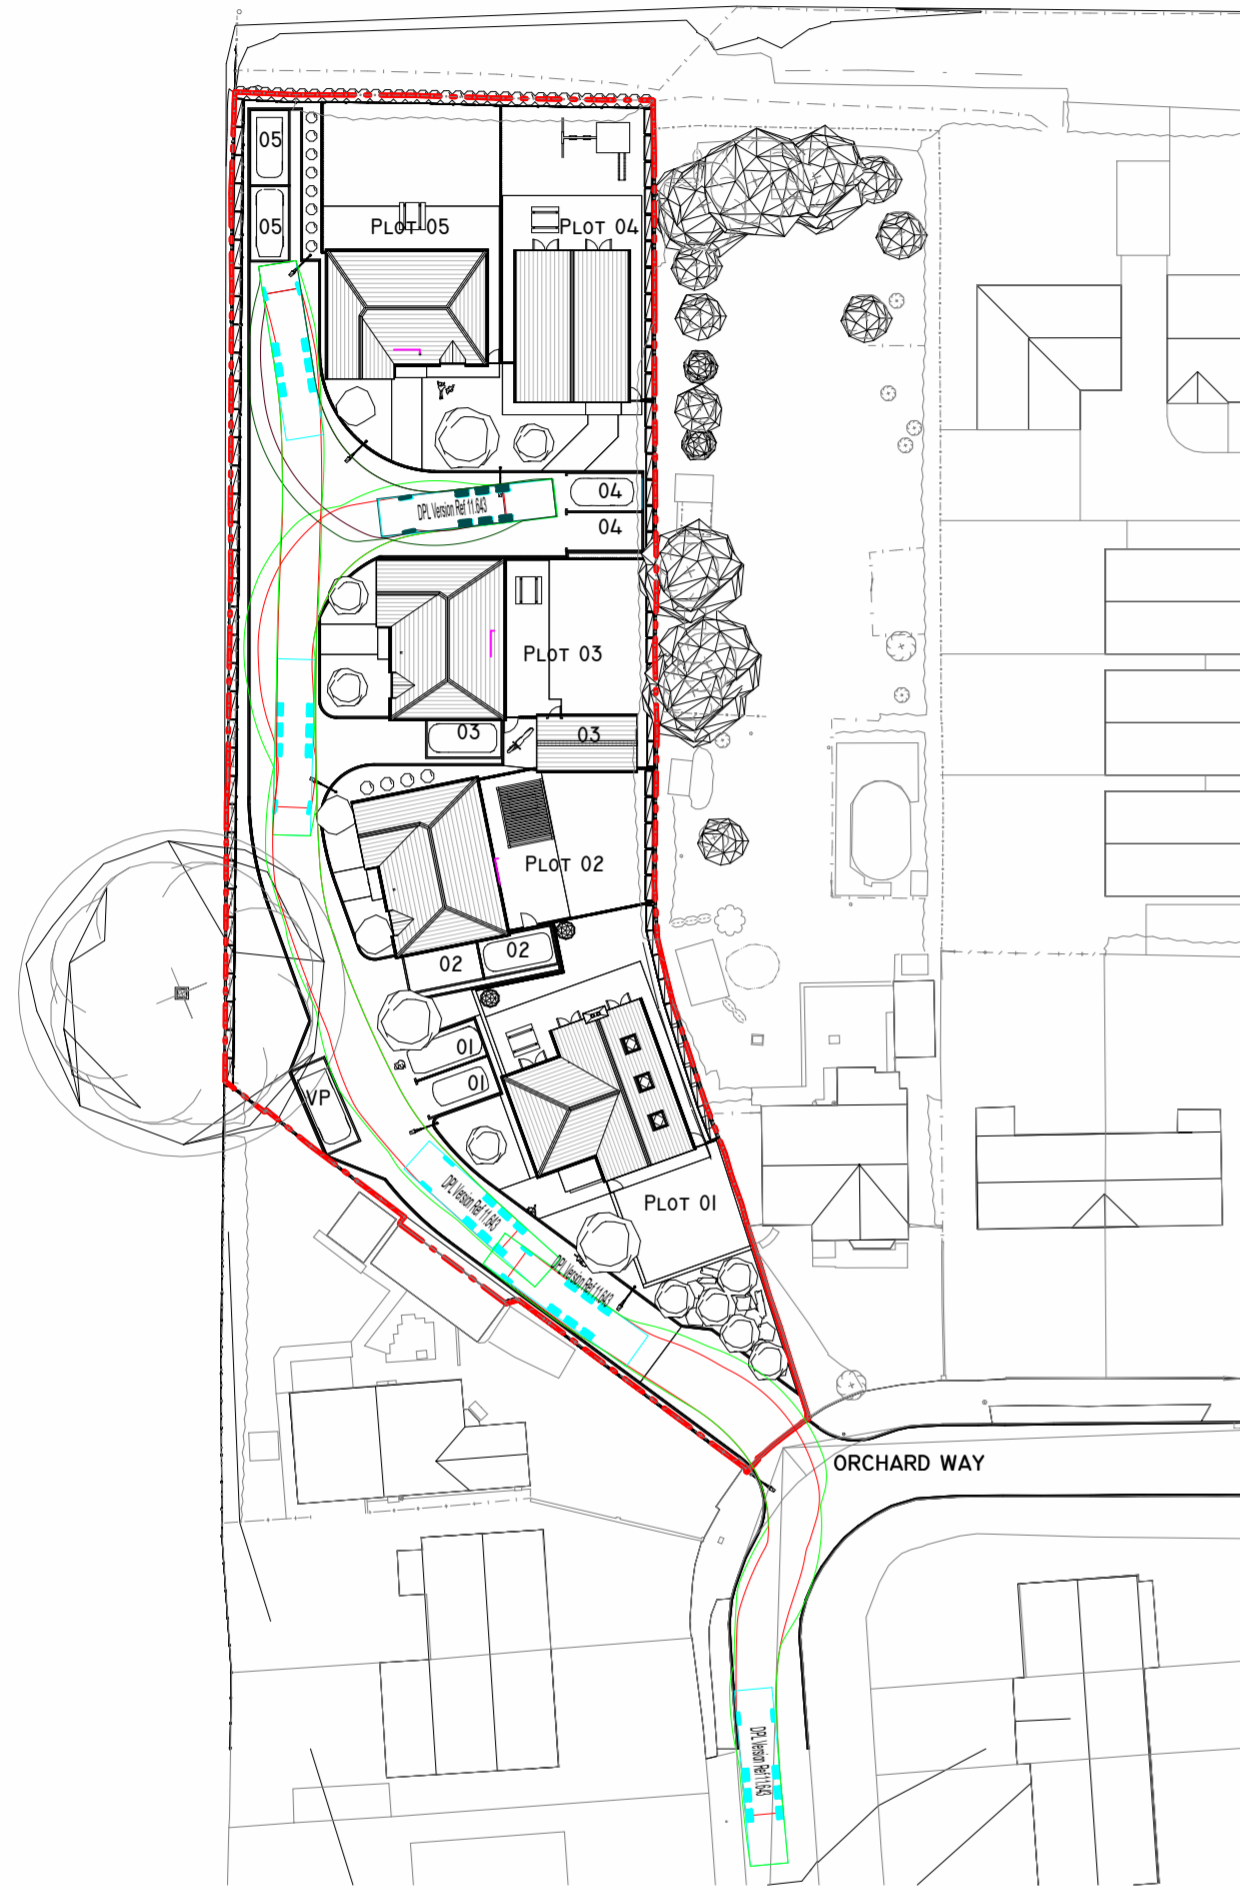 05
05
PLOT 05
PLOT 04
04
04
DPL Version Ref 11.643
PLOT 03
03
03
PLOT 02
02
02
01
01
VP
DPL Version Ref 11.643
PLOT 01
DPL Version Ref 11.643
ORCHARD WAY
DPL Version Ref 11.643